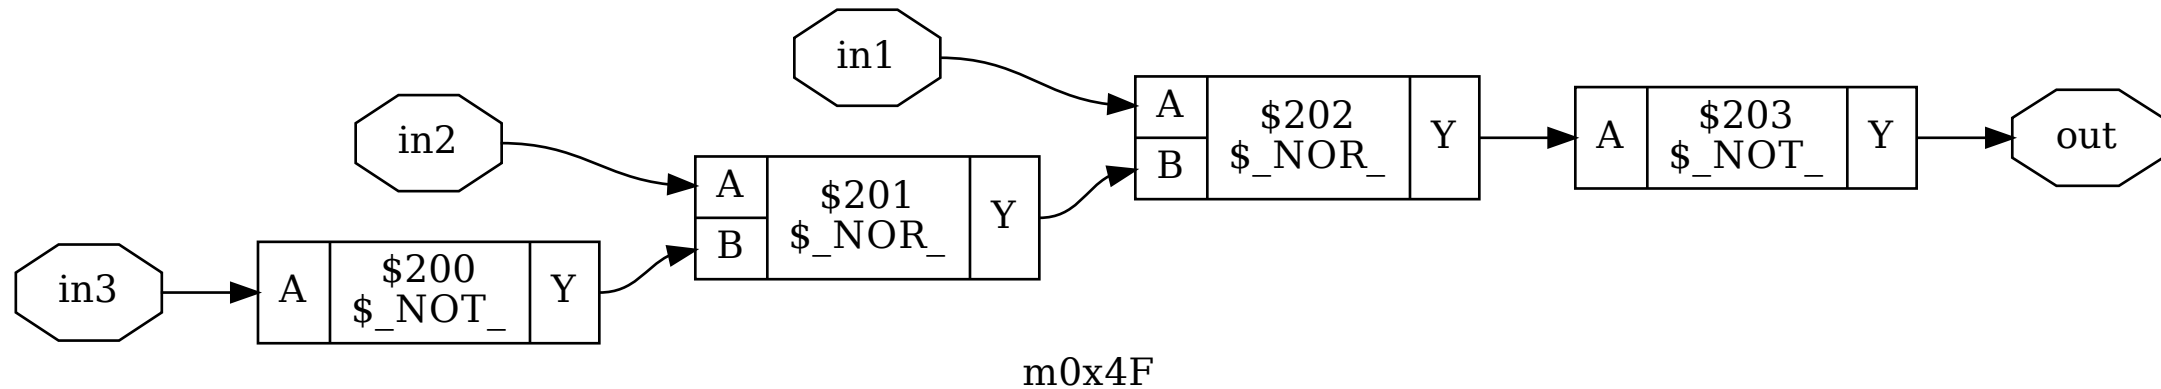 in1
in2
in3
A
$200
$_NOT_
Y
A
B
$201
$_NOR_
Y
A
B
$202
$_NOR_
Y
A
$203
$_NOT_
Y
out
m0x4F